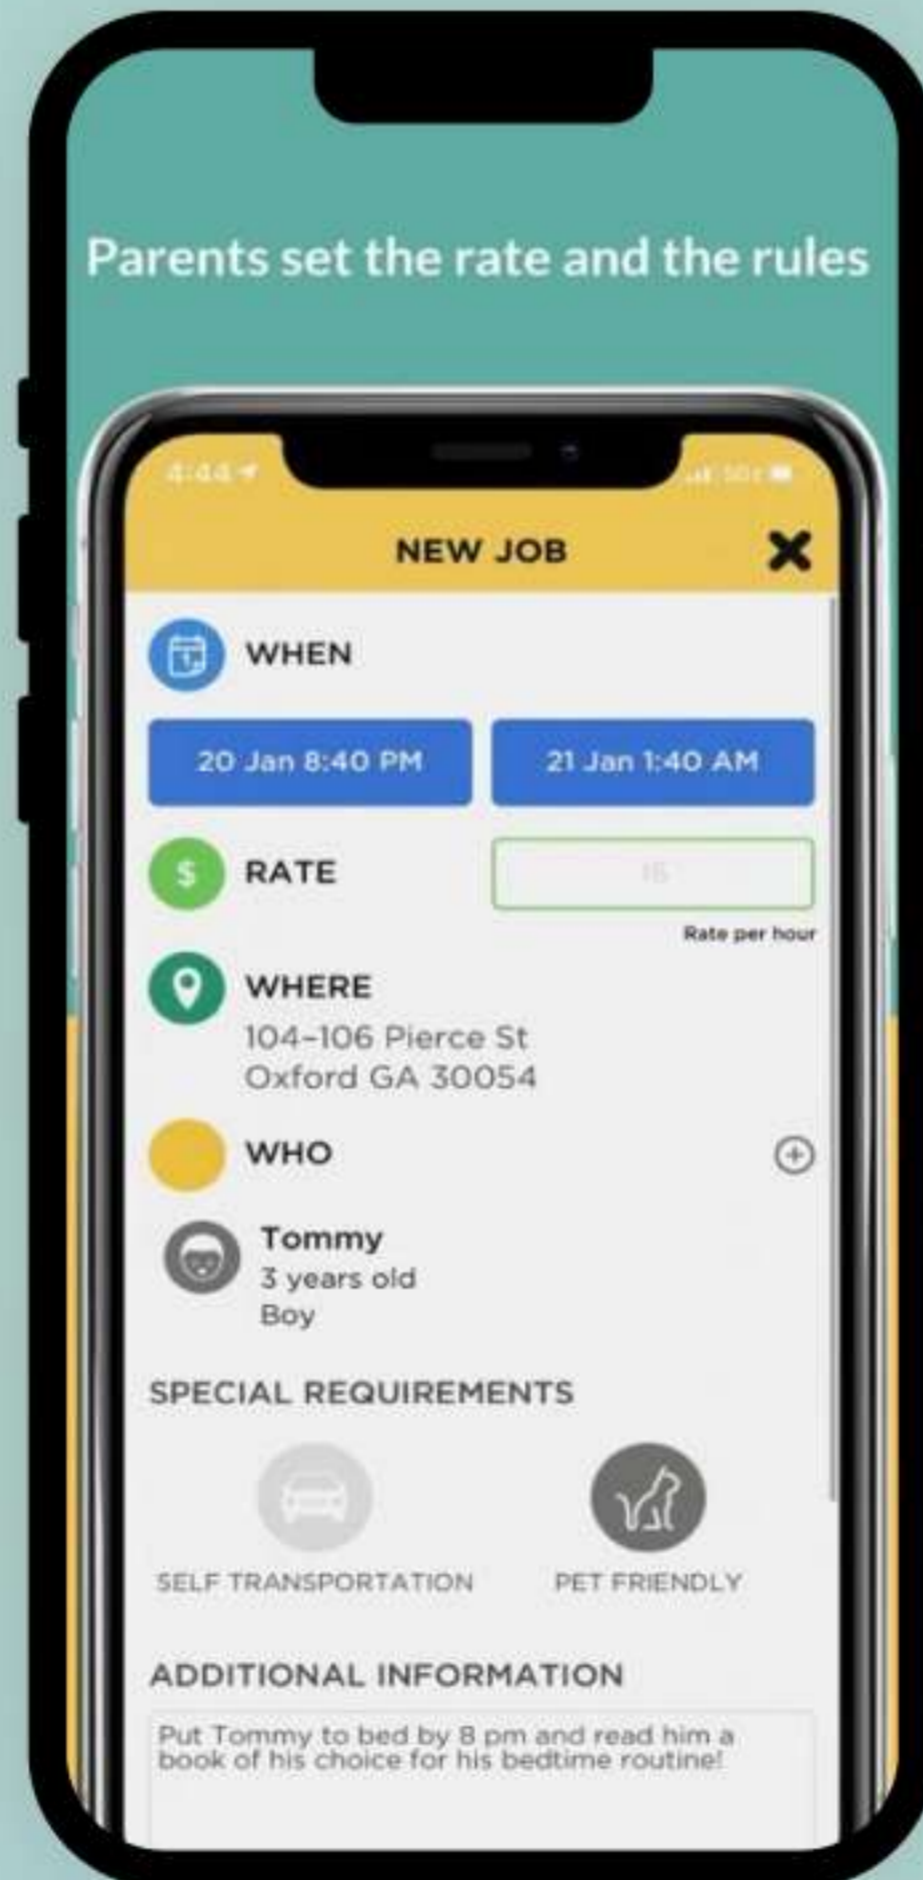 Parents set the rate and the rules
4:44
NEW JOB
WHEN
20 Jan 8:40 PM
21 Jan 1:40 AM
$ RATE
15
Rate per hour
WHERE
104–106 Pierce St
Oxford GA 30054
WHO
Tommy
3 years old
Boy
SPECIAL REQUIREMENTS
SELF TRANSPORTATION
PET FRIENDLY
ADDITIONAL INFORMATION
Put Tommy to bed by 8 pm and read him a
book of his choice for his bedtime routine!